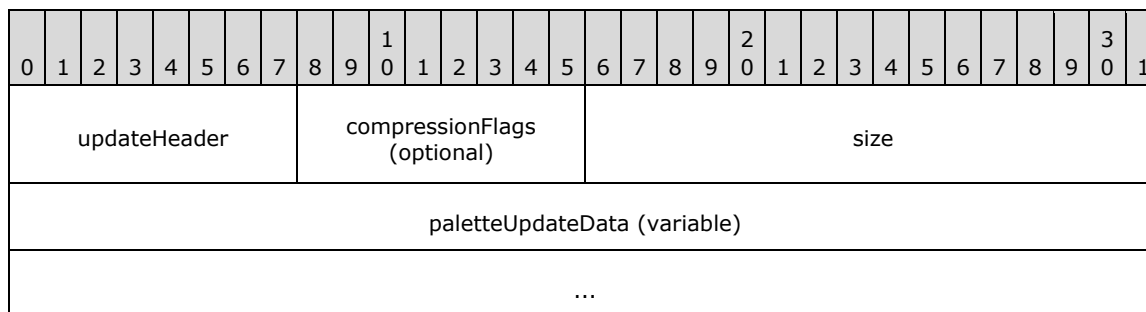 1 2 3
0 1 2 3 4 5 6 7 8 9 0 1 2 3 4 5 6 7 8 9 0 1 2 3 4 5 6 7 8 9 0 1
updateHeader compressionFlags size
(optional)
paletteUpdateData (variable)
...